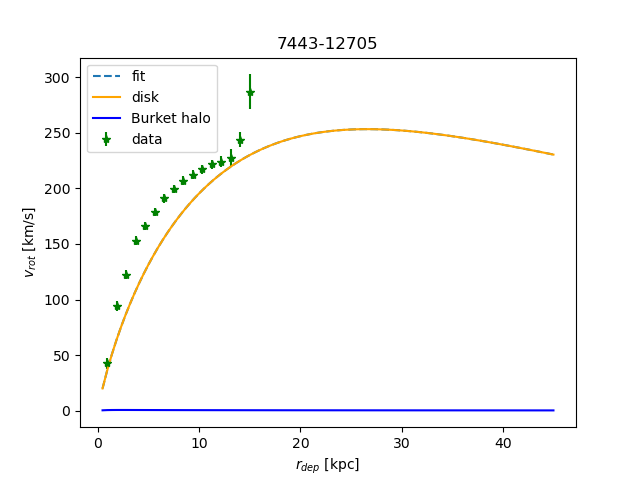 7443-12705
fit
disk
Burket halo
data
300
250
200
150
100
50
0
v_rot [km/s]
0 10 20 30 40
r_dep [kpc]